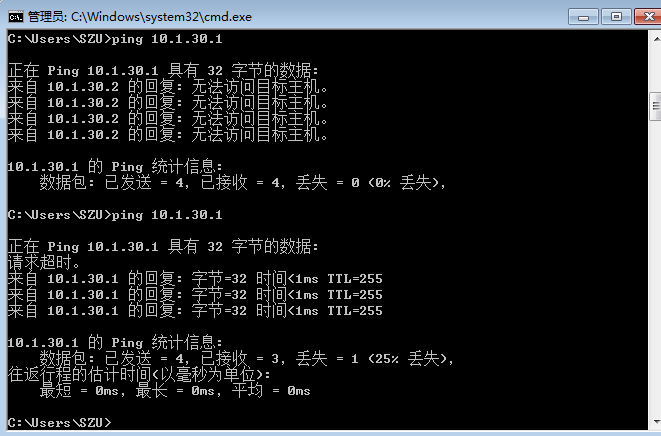 管理员: C:\Windows\system32\cmd.exe
C:\Users\SZU>ping 10.1.30.1
正在 Ping 10.1.30.1 具有 32 字节的数据:
来自 10.1.30.2 的回复: 无法访问目标主机。
来自 10.1.30.2 的回复: 无法访问目标主机。
来自 10.1.30.2 的回复: 无法访问目标主机。
来自 10.1.30.2 的回复: 无法访问目标主机。
10.1.30.1 的 Ping 统计信息:
数据包: 已发送 = 4, 已接收 = 4, 丢失 = 0 (0% 丢失),
C:\Users\SZU>ping 10.1.30.1
正在 Ping 10.1.30.1 具有 32 字节的数据:
请求超时。
来自 10.1.30.1 的回复: 字节=32 时间<1ms TTL=255
来自 10.1.30.1 的回复: 字节=32 时间<1ms TTL=255
来自 10.1.30.1 的回复: 字节=32 时间<1ms TTL=255
10.1.30.1 的 Ping 统计信息:
数据包: 已发送 = 4, 已接收 = 3, 丢失 = 1 (25% 丢失),
往返行程的估计时间(以毫秒为单位):
最短 = 0ms, 最长 = 0ms, 平均 = 0ms
C:\Users\SZU>